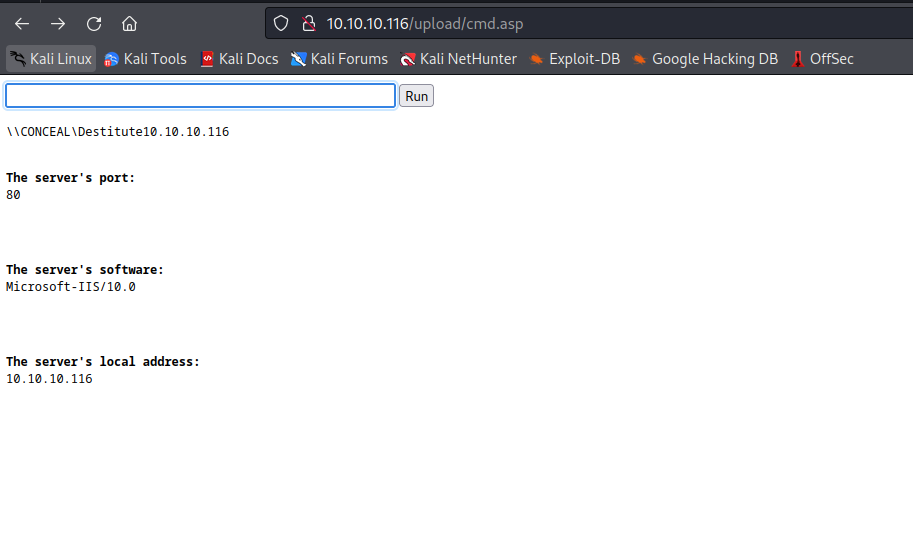 10.10.10.116/upload/cmd.asp
Kali Linux Kali Tools Kali Docs Kali Forums Kali NetHunter Exploit-DB Google Hacking DB OffSec
Run
\\CONCEAL\Destitute10.10.10.116
The server's port:
80
The server's software:
Microsoft-IIS/10.0
The server's local address:
10.10.10.116